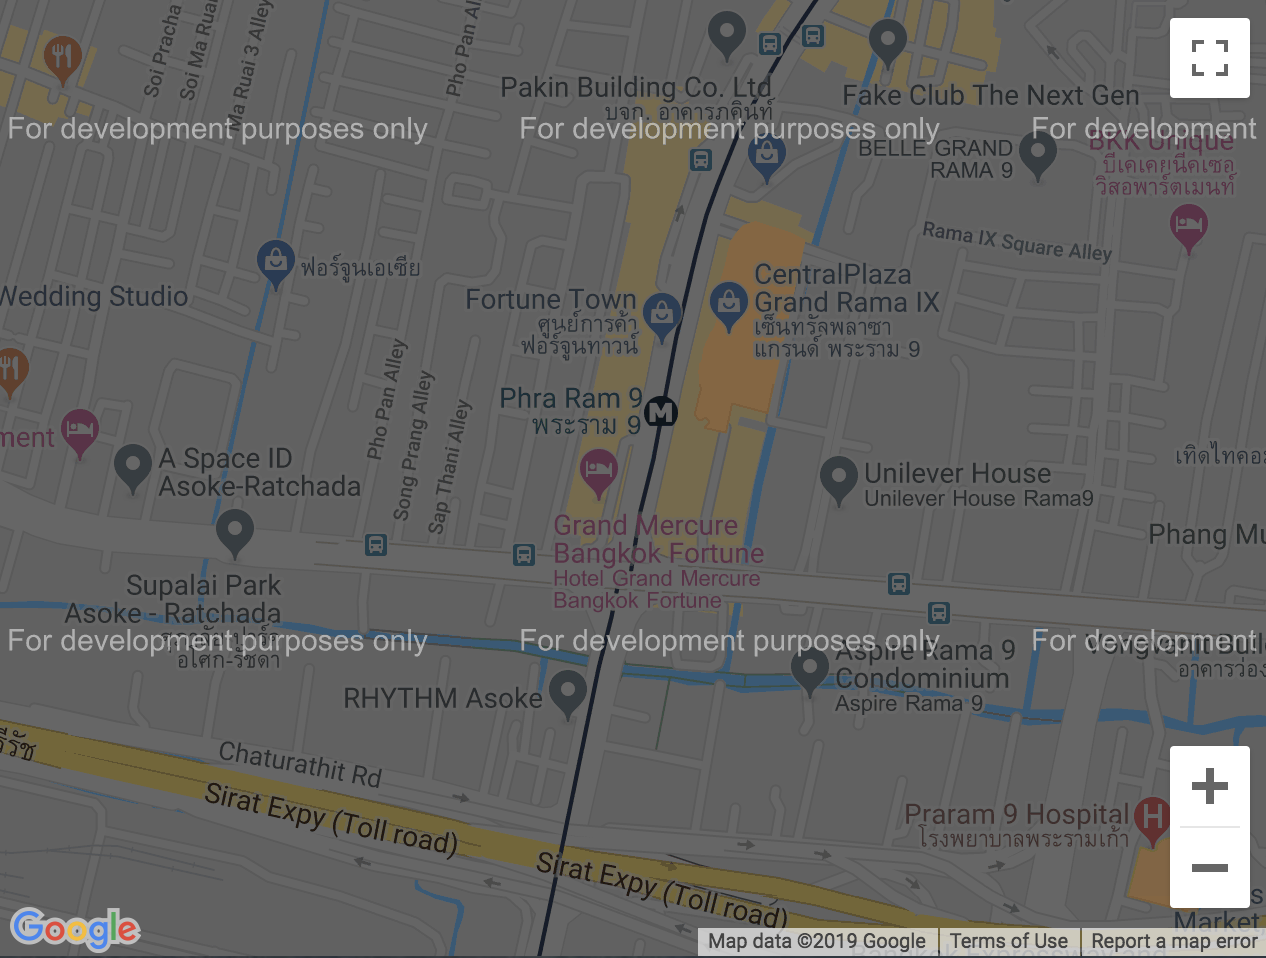 Soi Pracha
Soi Ma Ruai
Ma Ruai 3 Alley
Pho Pan Al
Pakin Building Co. Ltd
บจก. อาคารภคินท์
Fake Club The Next Gen
For development purposes only
For development purposes only
For development
BELLE GRAND
RAMA 9
BKK Unique
บีเคเคยูนีคเซอ
วิสอพาร์ตเมนท์
Rama IX Square Alley
ฟอร์จูนเอเซีย
Wedding Studio
Fortune Town
ศูนย์การค้า
ฟอร์จูนทาวน์
CentralPlaza
Grand Rama IX
เซ็นทรัลพลาซา
แกรนด์ พระราม 9
Pho Pan Alley
Song Prang Alley
Sap Thani Alley
Phra Ram 9
พระราม 9
M
ment
A Space ID
Asoke-Ratchada
Unilever House
Unilever House Rama9
เทิดไทคอ
Grand Mercure
Bangkok Fortune
Hotel Grand Mercure
Bangkok Fortune
Phang Mu
Supalai Park
Asoke - Ratchada
ศุภาลัย ปาร์ค
อโศก-รัชดา
For development purposes only
For development purposes only
For development
Aspire Rama 9
Condominium
Aspire Rama 9
Vongvanit Buil
อาคารว่อง
RHYTHM Asoke
Chaturathit Rd
Sirat Expy (Toll road)
Sirat Expy (Toll road)
Praram 9 Hospital
โรงพยาบาลพระรามเก้า
H
Market,
Google
Map data ©2019 Google
Terms of Use
Report a map error
Bangkok Expressway and